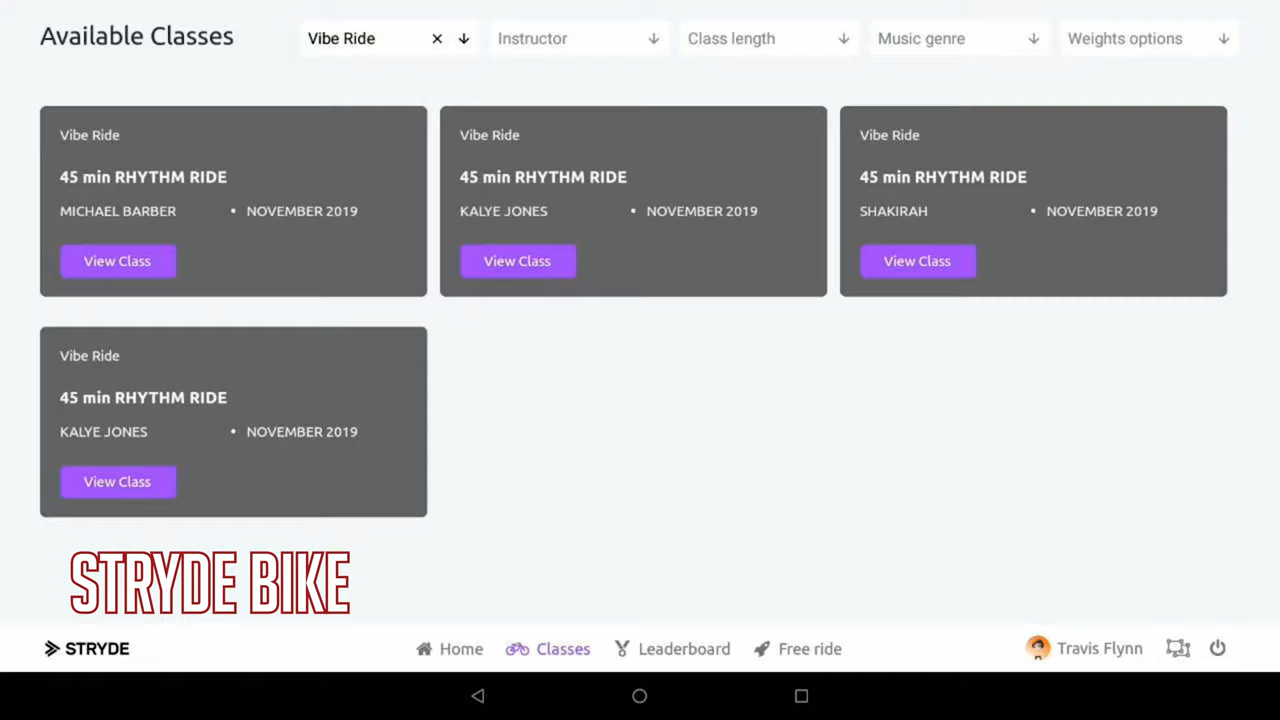 Available Classes
Vibe Ride
Instructor
Class length
Music genre
Weights options
Vibe Ride
45 min RHYTHM RIDE
MICHAEL BARBER • NOVEMBER 2019
View Class
Vibe Ride
45 min RHYTHM RIDE
KALYE JONES • NOVEMBER 2019
View Class
Vibe Ride
45 min RHYTHM RIDE
SHAKIRAH • NOVEMBER 2019
View Class
Vibe Ride
45 min RHYTHM RIDE
KALYE JONES • NOVEMBER 2019
View Class
STRYDE BIKE
STRYDE
Home
Classes
Leaderboard
Free ride
Travis Flynn